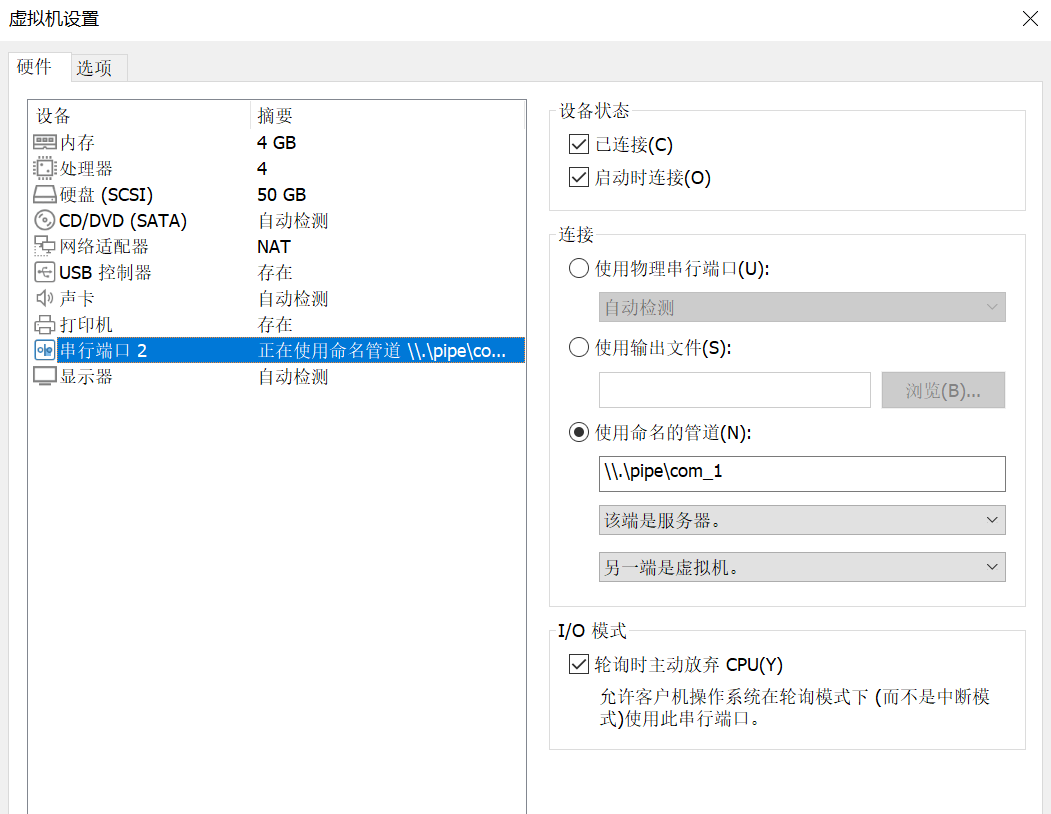 虚拟机设置
硬件 选项
设备 摘要
内存 4 GB
处理器 4
硬盘 (SCSI) 50 GB
CD/DVD (SATA) 自动检测
网络适配器 NAT
USB 控制器 存在
声卡 自动检测
打印机 存在
串行端口 2 正在使用命名管道 \\.\pipe\co...
显示器 自动检测
设备状态
已连接(C)
启动时连接(O)
连接
使用物理串行端口(U):
自动检测
使用输出文件(S):
浏览(B)...
使用命名的管道(N):
\\.\pipe\com_1
该端是服务器。
另一端是虚拟机。
I/O 模式
轮询时主动放弃 CPU(Y)
允许客户机操作系统在轮询模式下 (而不是中断模
式)使用此串行端口。